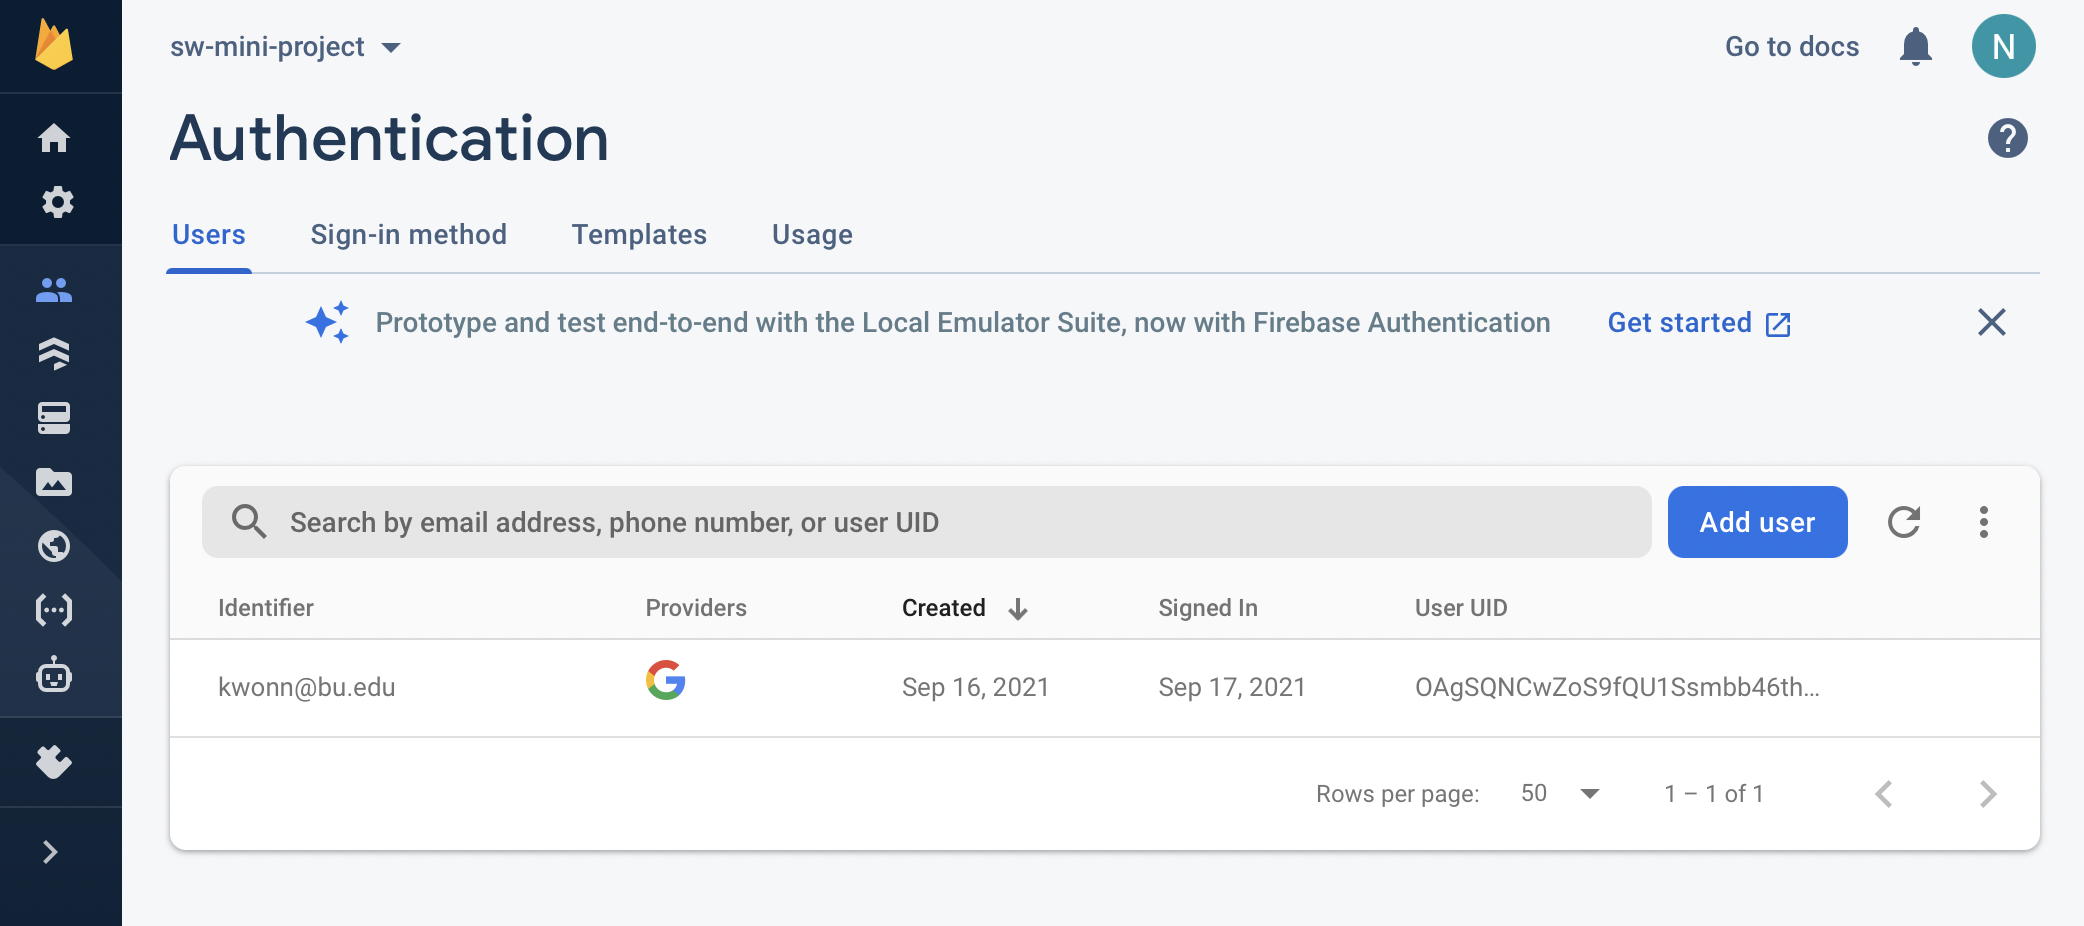 sw-mini-project
Go to docs
N
Authentication
Users Sign-in method Templates Usage
Prototype and test end-to-end with the Local Emulator Suite, now with Firebase Authentication Get started
Search by email address, phone number, or user UID
Add user
Identifier Providers Created Signed In User UID
kwonn@bu.edu Sep 16, 2021 Sep 17, 2021 OAgSQNCwZoS9fQU1Ssmbb46th...
Rows per page: 50 1 – 1 of 1